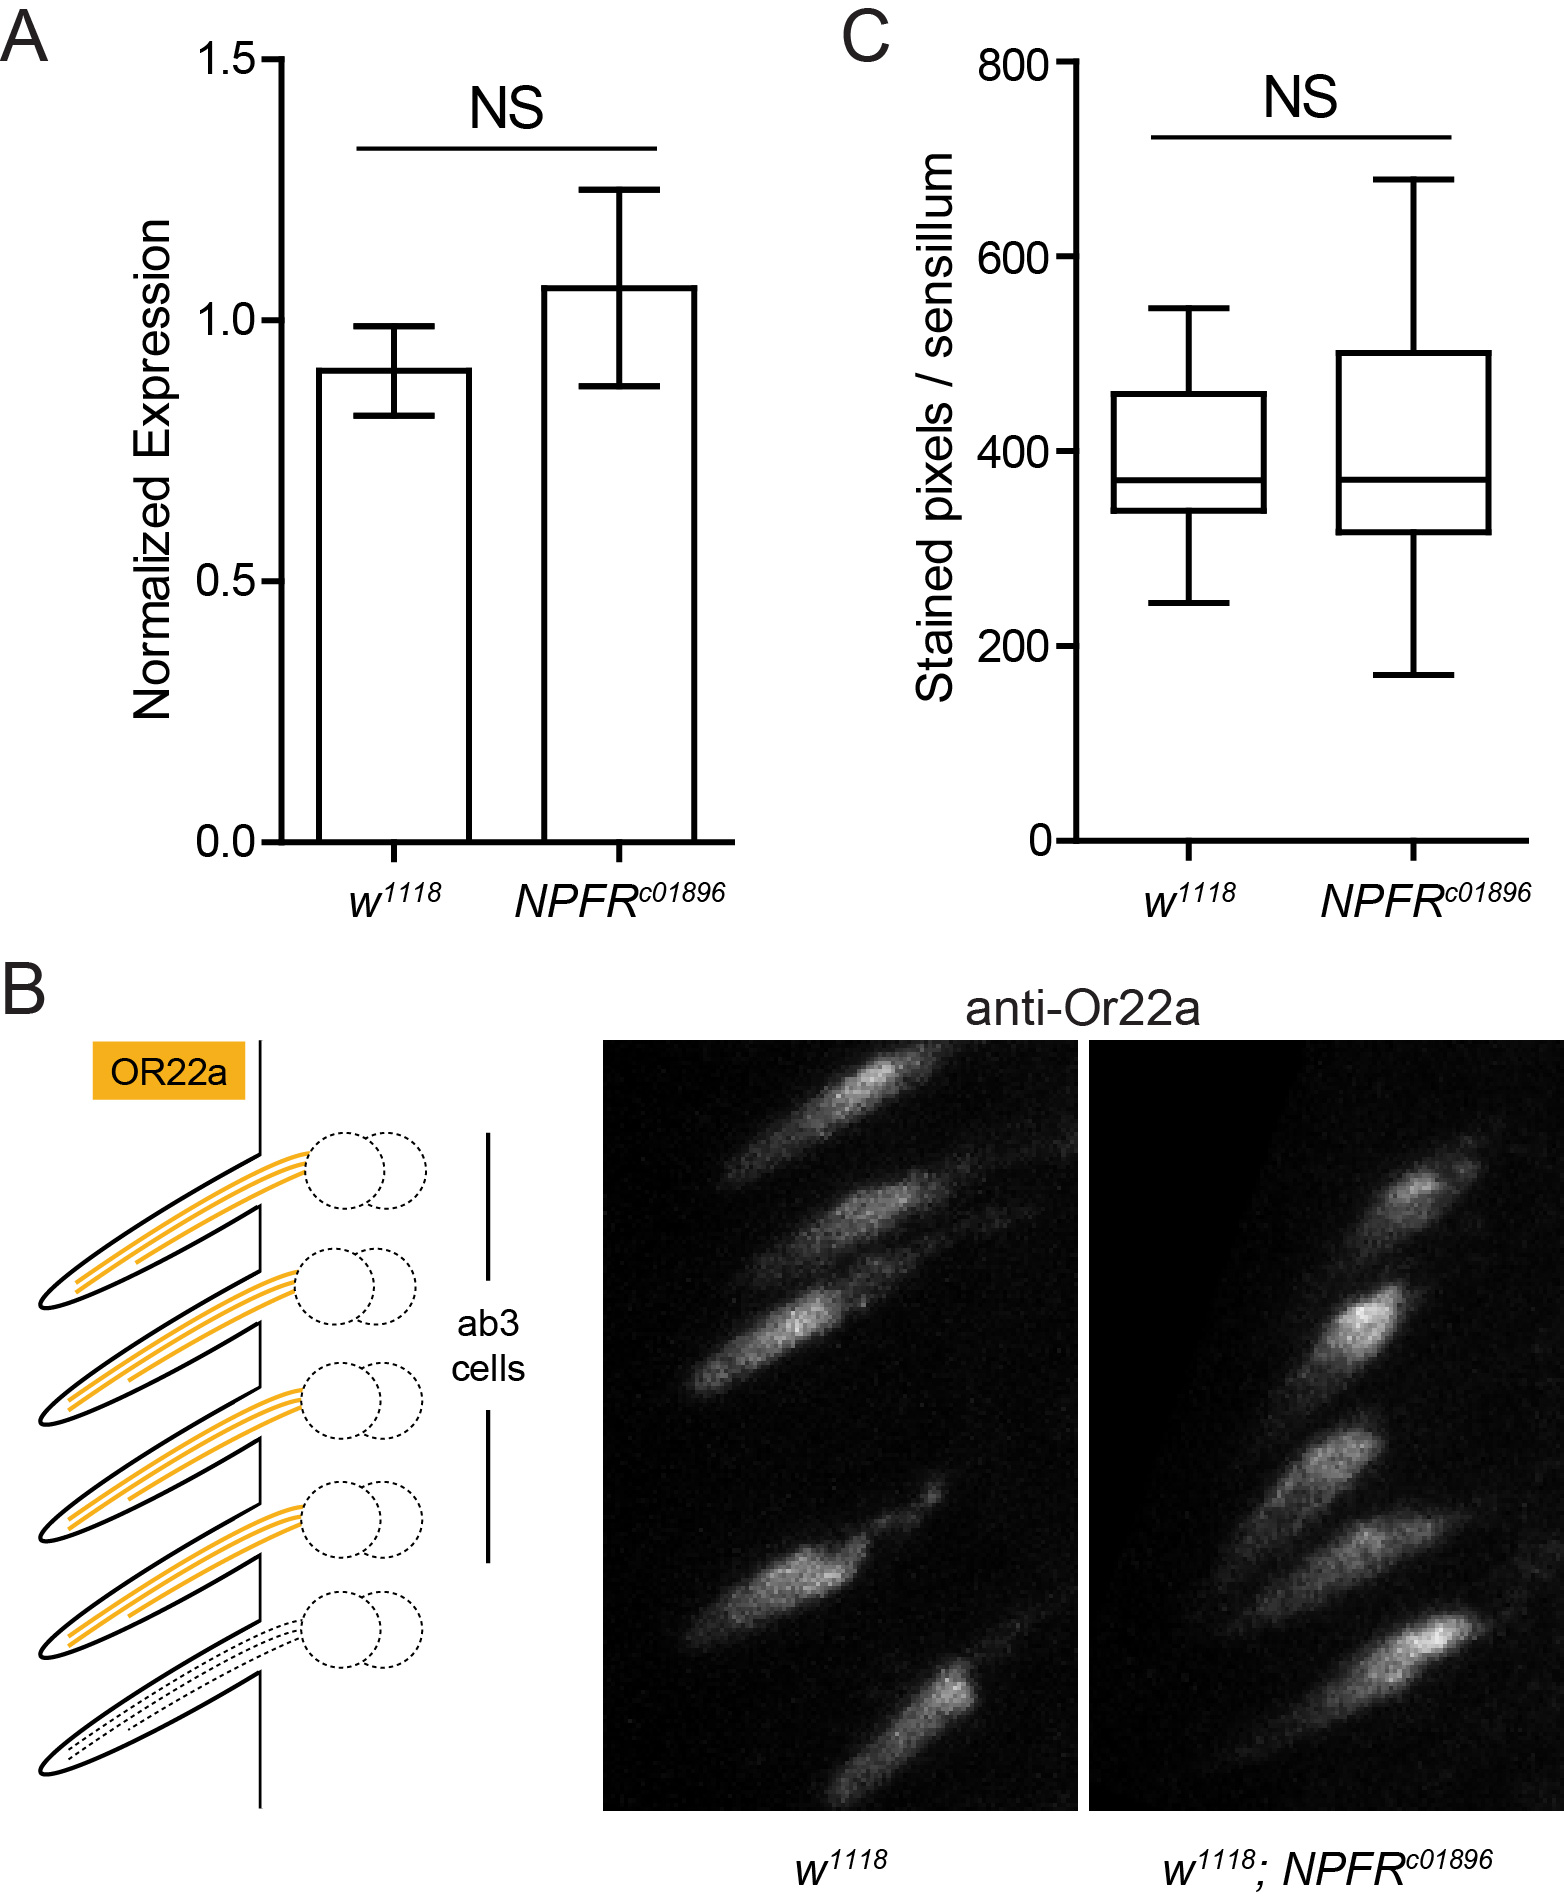 A
1.5
1.0
0.5
0.0
Normalized Expression
NS
w1118
NPFRc01896
C
800
600
400
200
0
Stained pixels / sensillum
NS
w1118
NPFRc01896
B
OR22a
ab3
cells
anti-Or22a
w1118
w1118; NPFRc01896